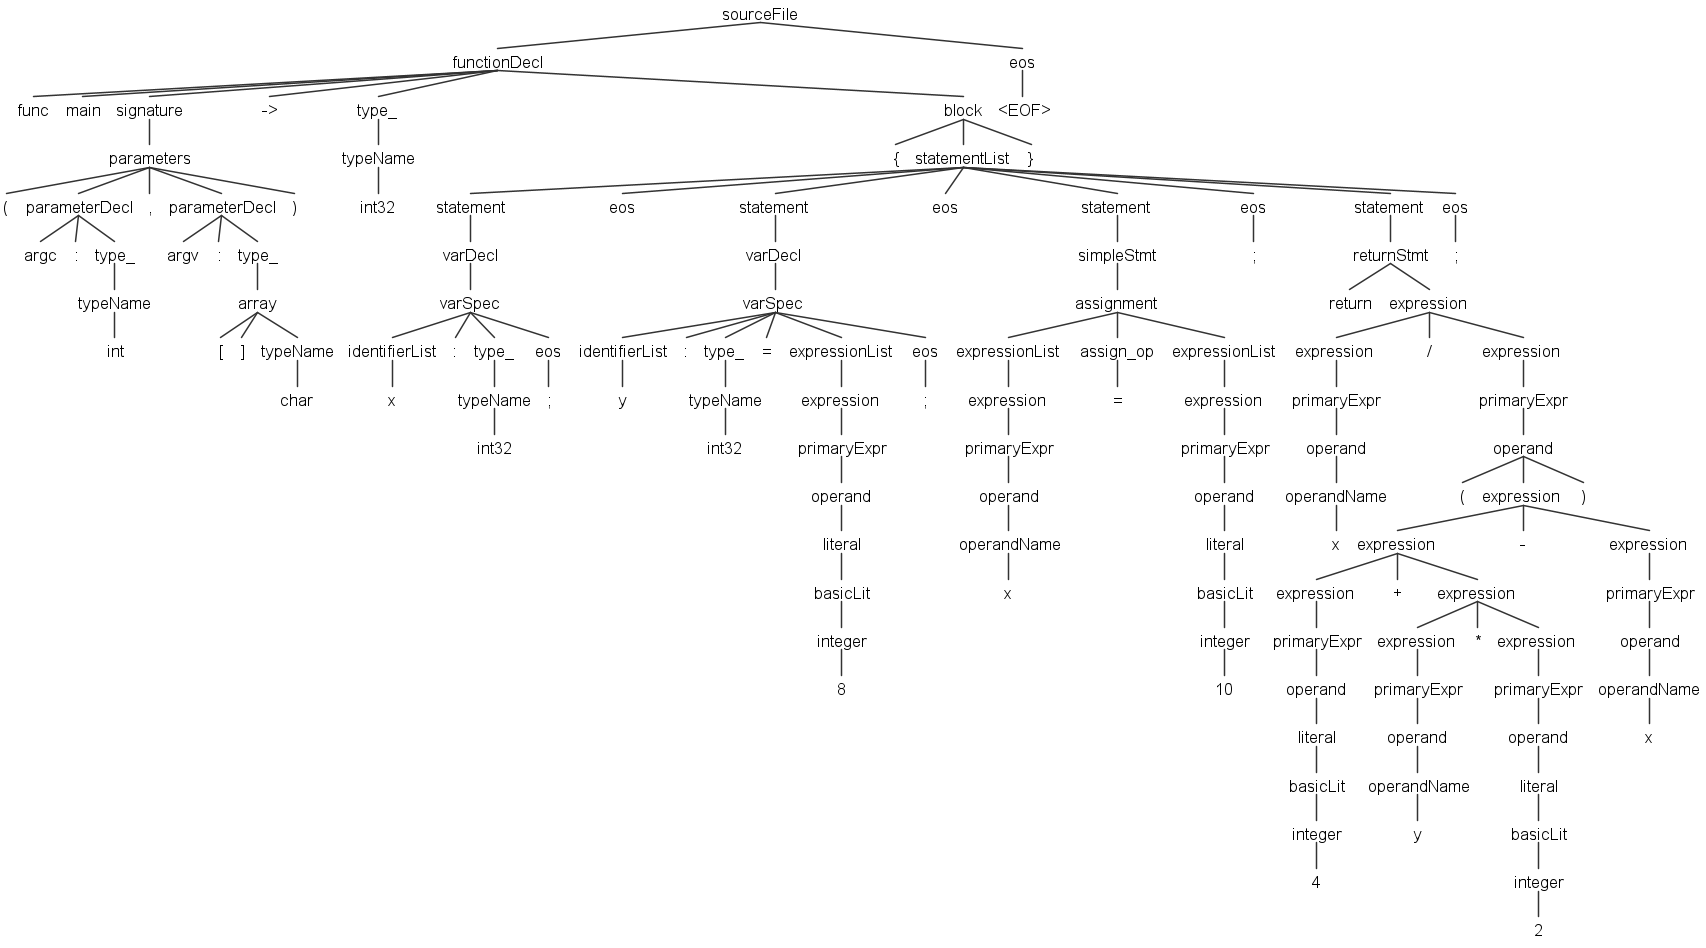 sourceFile
functionDecl eos
func main signature -> type_ block <EOF>
parameters typeName { statementList }
( parameterDecl , parameterDecl ) int32 statement eos statement eos statement eos statement eos
argc : type_ argv : type_ varDecl varDecl simpleStmt ; returnStmt ;
typeName array varSpec varSpec assignment return expression
int [ ] typeName identifierList : type_ eos identifierList : type_ = expressionList eos expressionList assign_op expressionList expression / expression
char x typeName ; y typeName expression ; expression = expression primaryExpr primaryExpr
int32 int32 primaryExpr primaryExpr primaryExpr operand operand
operand operand operand operandName ( expression )
literal operandName literal x expression - expression
basicLit x basicLit expression + expression primaryExpr
integer integer primaryExpr expression * expression operand
8 10 operand primaryExpr primaryExpr operandName
literal operand operand x
basicLit operandName literal
integer y basicLit
4 integer
2